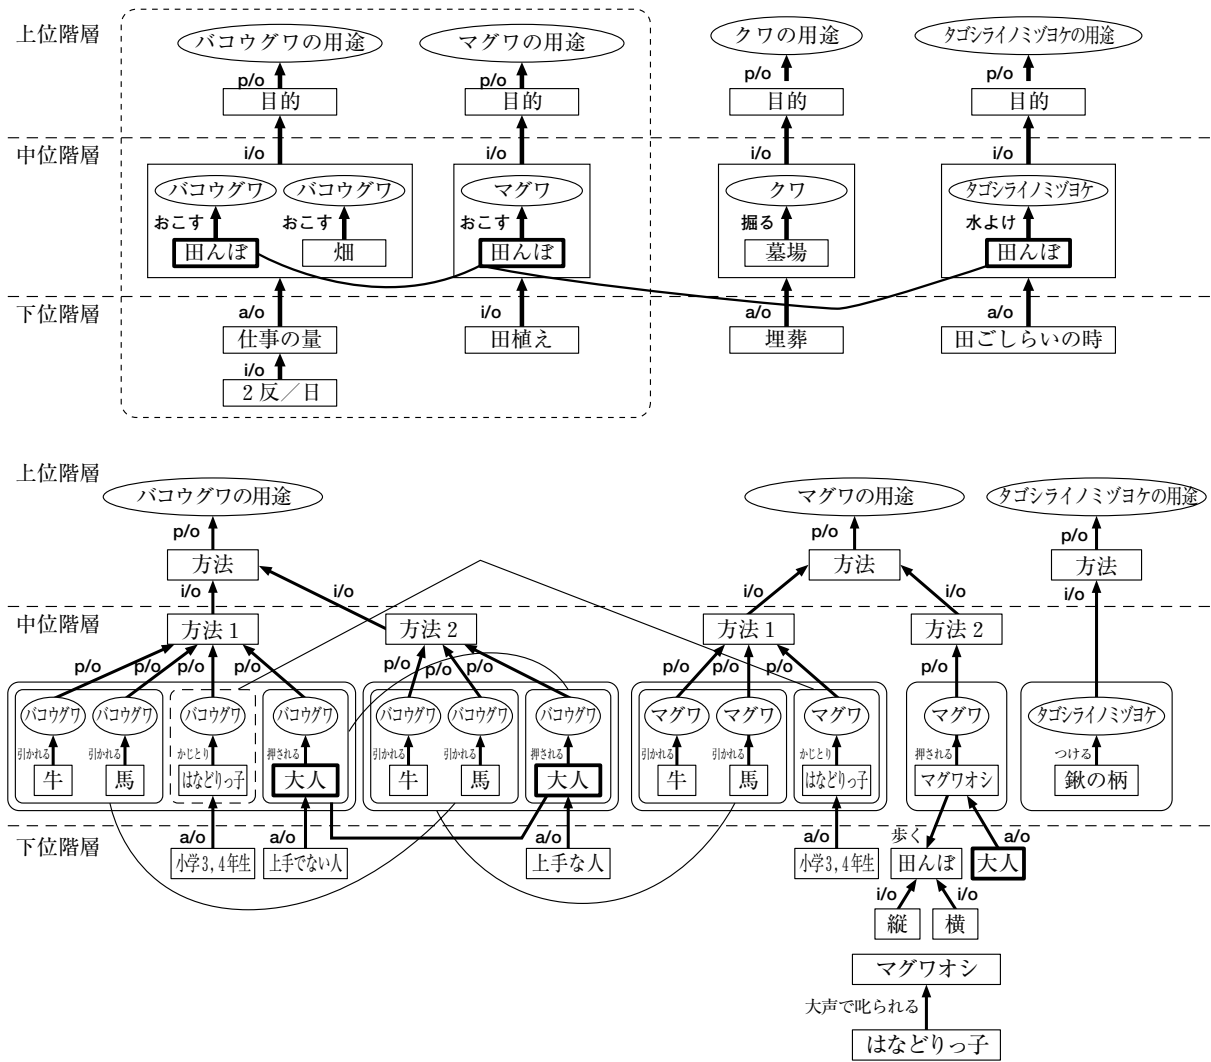 上位階層
バコウグワの用途 マグワの用途 クワの用途 タゴシライノミヅヨケの用途
p/o p/o p/o p/o
目的 目的 目的 目的
中位階層
i/o i/o i/o i/o
バコウグワ バコウグワ マグワ クワ タゴシライノミヅヨケ
おこす おこす おこす 掘る 水よけ
田んぼ 畑 田んぼ 墓場 田んぼ
下位階層
a/o i/o a/o a/o
仕事の量 田植え 埋葬 田ごしらいの時
i/o
2反／日
上位階層
バコウグワの用途 マグワの用途 タゴシライノミヅヨケの用途
p/o p/o p/o
方法 方法 方法
i/o i/o i/o i/o i/o
中位階層
方法1 方法2 方法1 方法2
p/o p/o p/o p/o p/o p/o p/o p/o p/o p/o p/o
バコウグワ バコウグワ バコウグワ バコウグワ バコウグワ バコウグワ バコウグワ マグワ マグワ マグワ マグワ タゴシライノミヅヨケ
引かれる 引かれる かじとり 押される 引かれる 引かれる 押される 引かれる 引かれる かじとり 押される つける
牛 馬 はなどりっ子 大人 牛 馬 大人 牛 馬 はなどりっ子 マグワオシ 鍬の柄
下位階層
a/o a/o a/o a/o 歩く a/o
小学3,4年生 上手でない人 上手な人 小学3,4年生 田んぼ 大人
i/o i/o
縦 横
マグワオシ
大声で叱られる
はなどりっ子